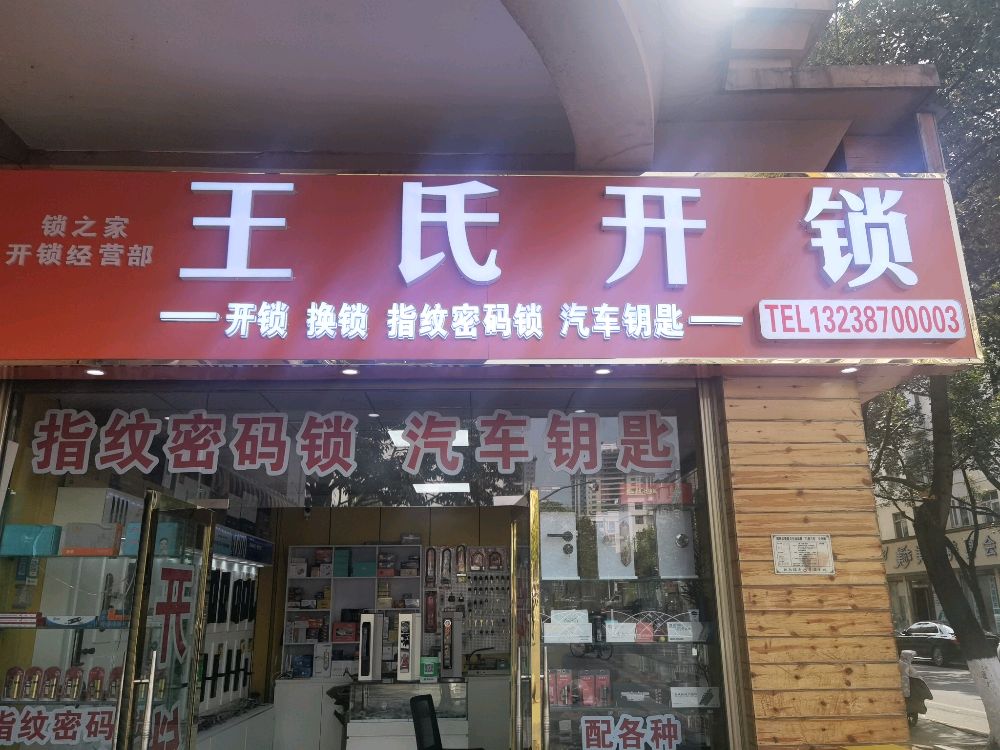 锁之家
开锁经营部
王氏开锁
开锁 换锁 指纹密码锁 汽车钥匙
TEL13238700003
指纹密码锁 汽车钥匙
开
指纹密码
配各种